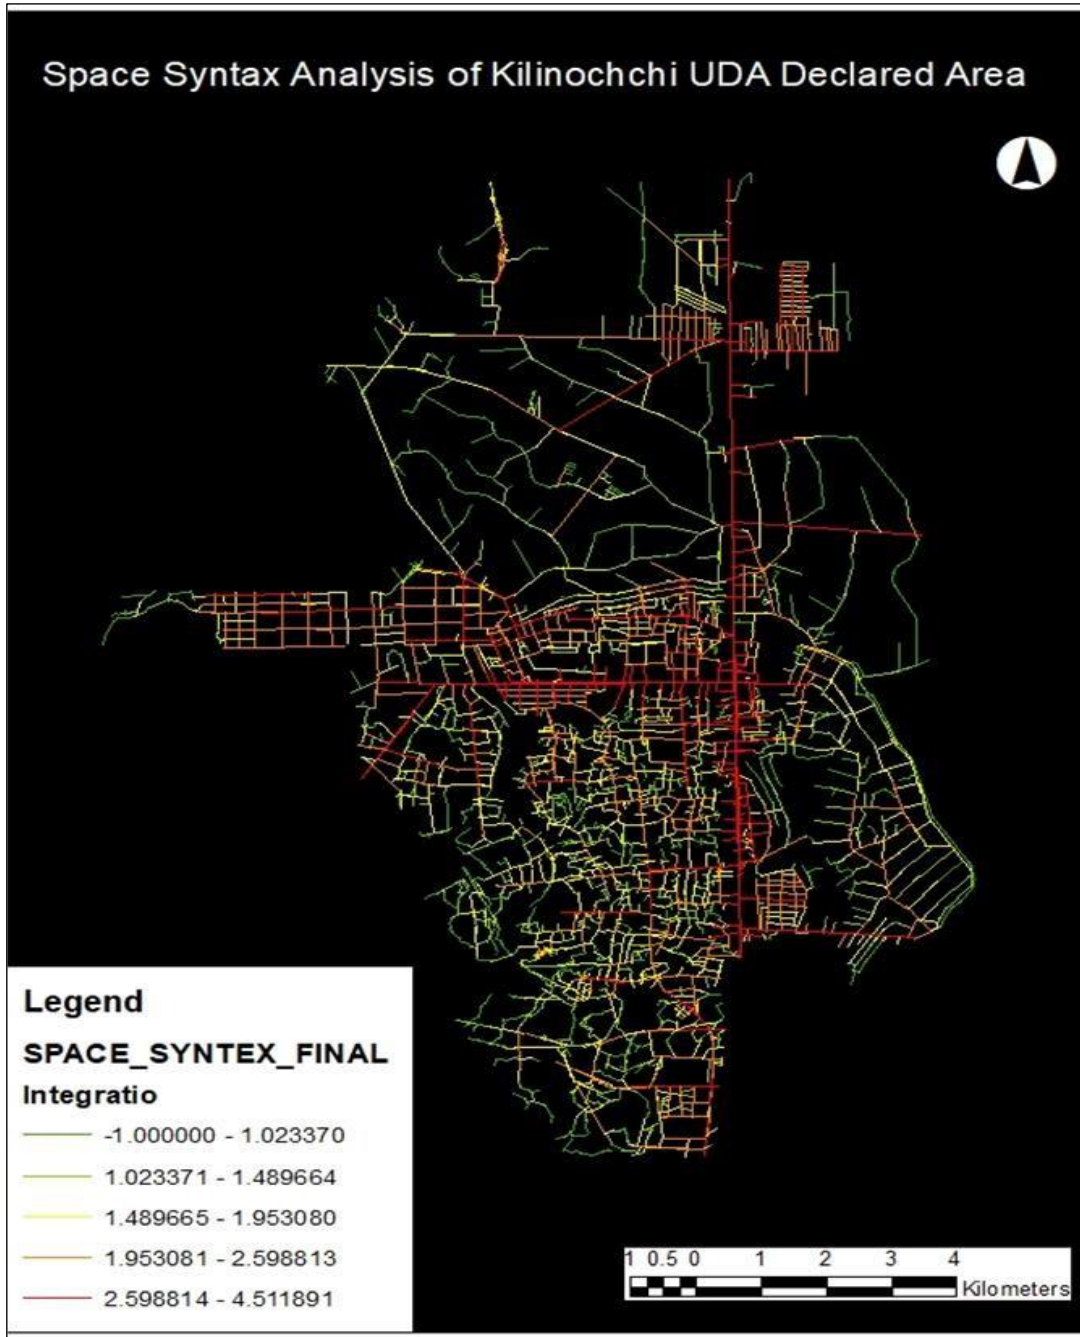 Space Syntax Analysis of Kilinochchi UDA Declared Area
Legend
SPACE_SYNTEX_FINAL
Integratio
-1.000000 - 1.023370
1.023371 - 1.489664
1.489665 - 1.953080
1.953081 - 2.598813
2.598814 - 4.511891
1 0.5 0 1 2 3 4
Kilometers